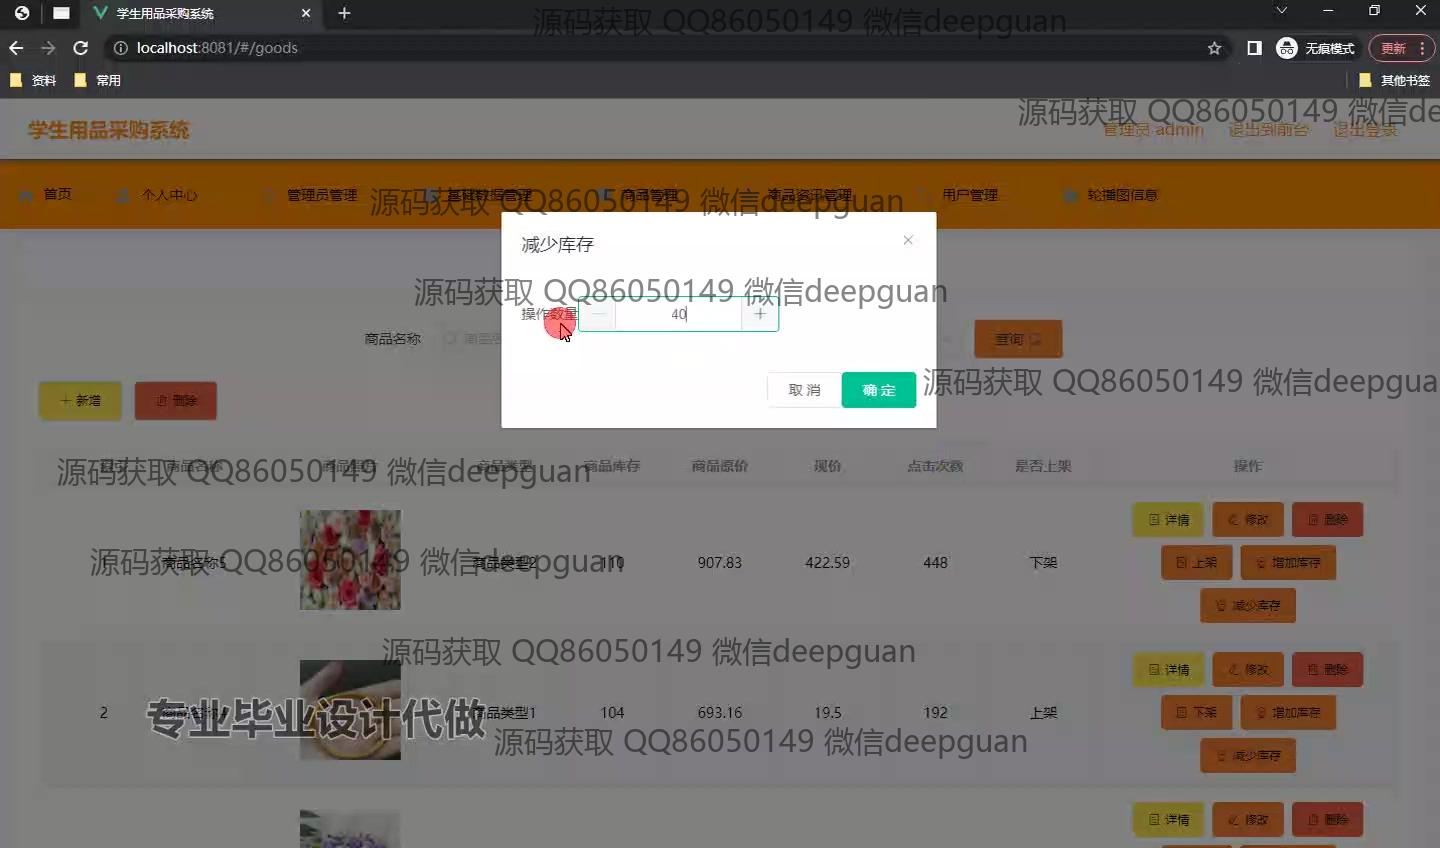 学生用品采购系统
localhost:8081/#/goods
无痕模式
更新
资料
常用
其他书签
源码获取 QQ86050149 微信deepguan
源码获取 QQ86050149 微信de
学生用品采购系统
管理员 admin
退出到前台
退出登录
首页
个人中心
管理员管理
基础数据管理
商品管理
商品资讯管理
用户管理
轮播图信息
源码获取 QQ86050149 微信deepguan
减少库存
源码获取 QQ86050149 微信deepguan
操作数量
40
商品名称
查询
取消
确定
源码获取 QQ86050149 微信deepgua
新增
删除
商品名称
商品类型
商品库存
商品原价
现价
点击次数
是否上架
操作
源码获取 QQ86050149 微信deepguan
1
商品名称5
商品类型2
110
907.83
422.59
448
下架
详情
修改
删除
上架
增加库存
减少库存
源码获取 QQ86050149 微信deepguan
源码获取 QQ86050149 微信deepguan
2
商品类型1
104
693.16
19.5
192
上架
详情
修改
删除
下架
增加库存
减少库存
专业毕业设计代做
源码获取 QQ86050149 微信deepguan
详情
修改
删除